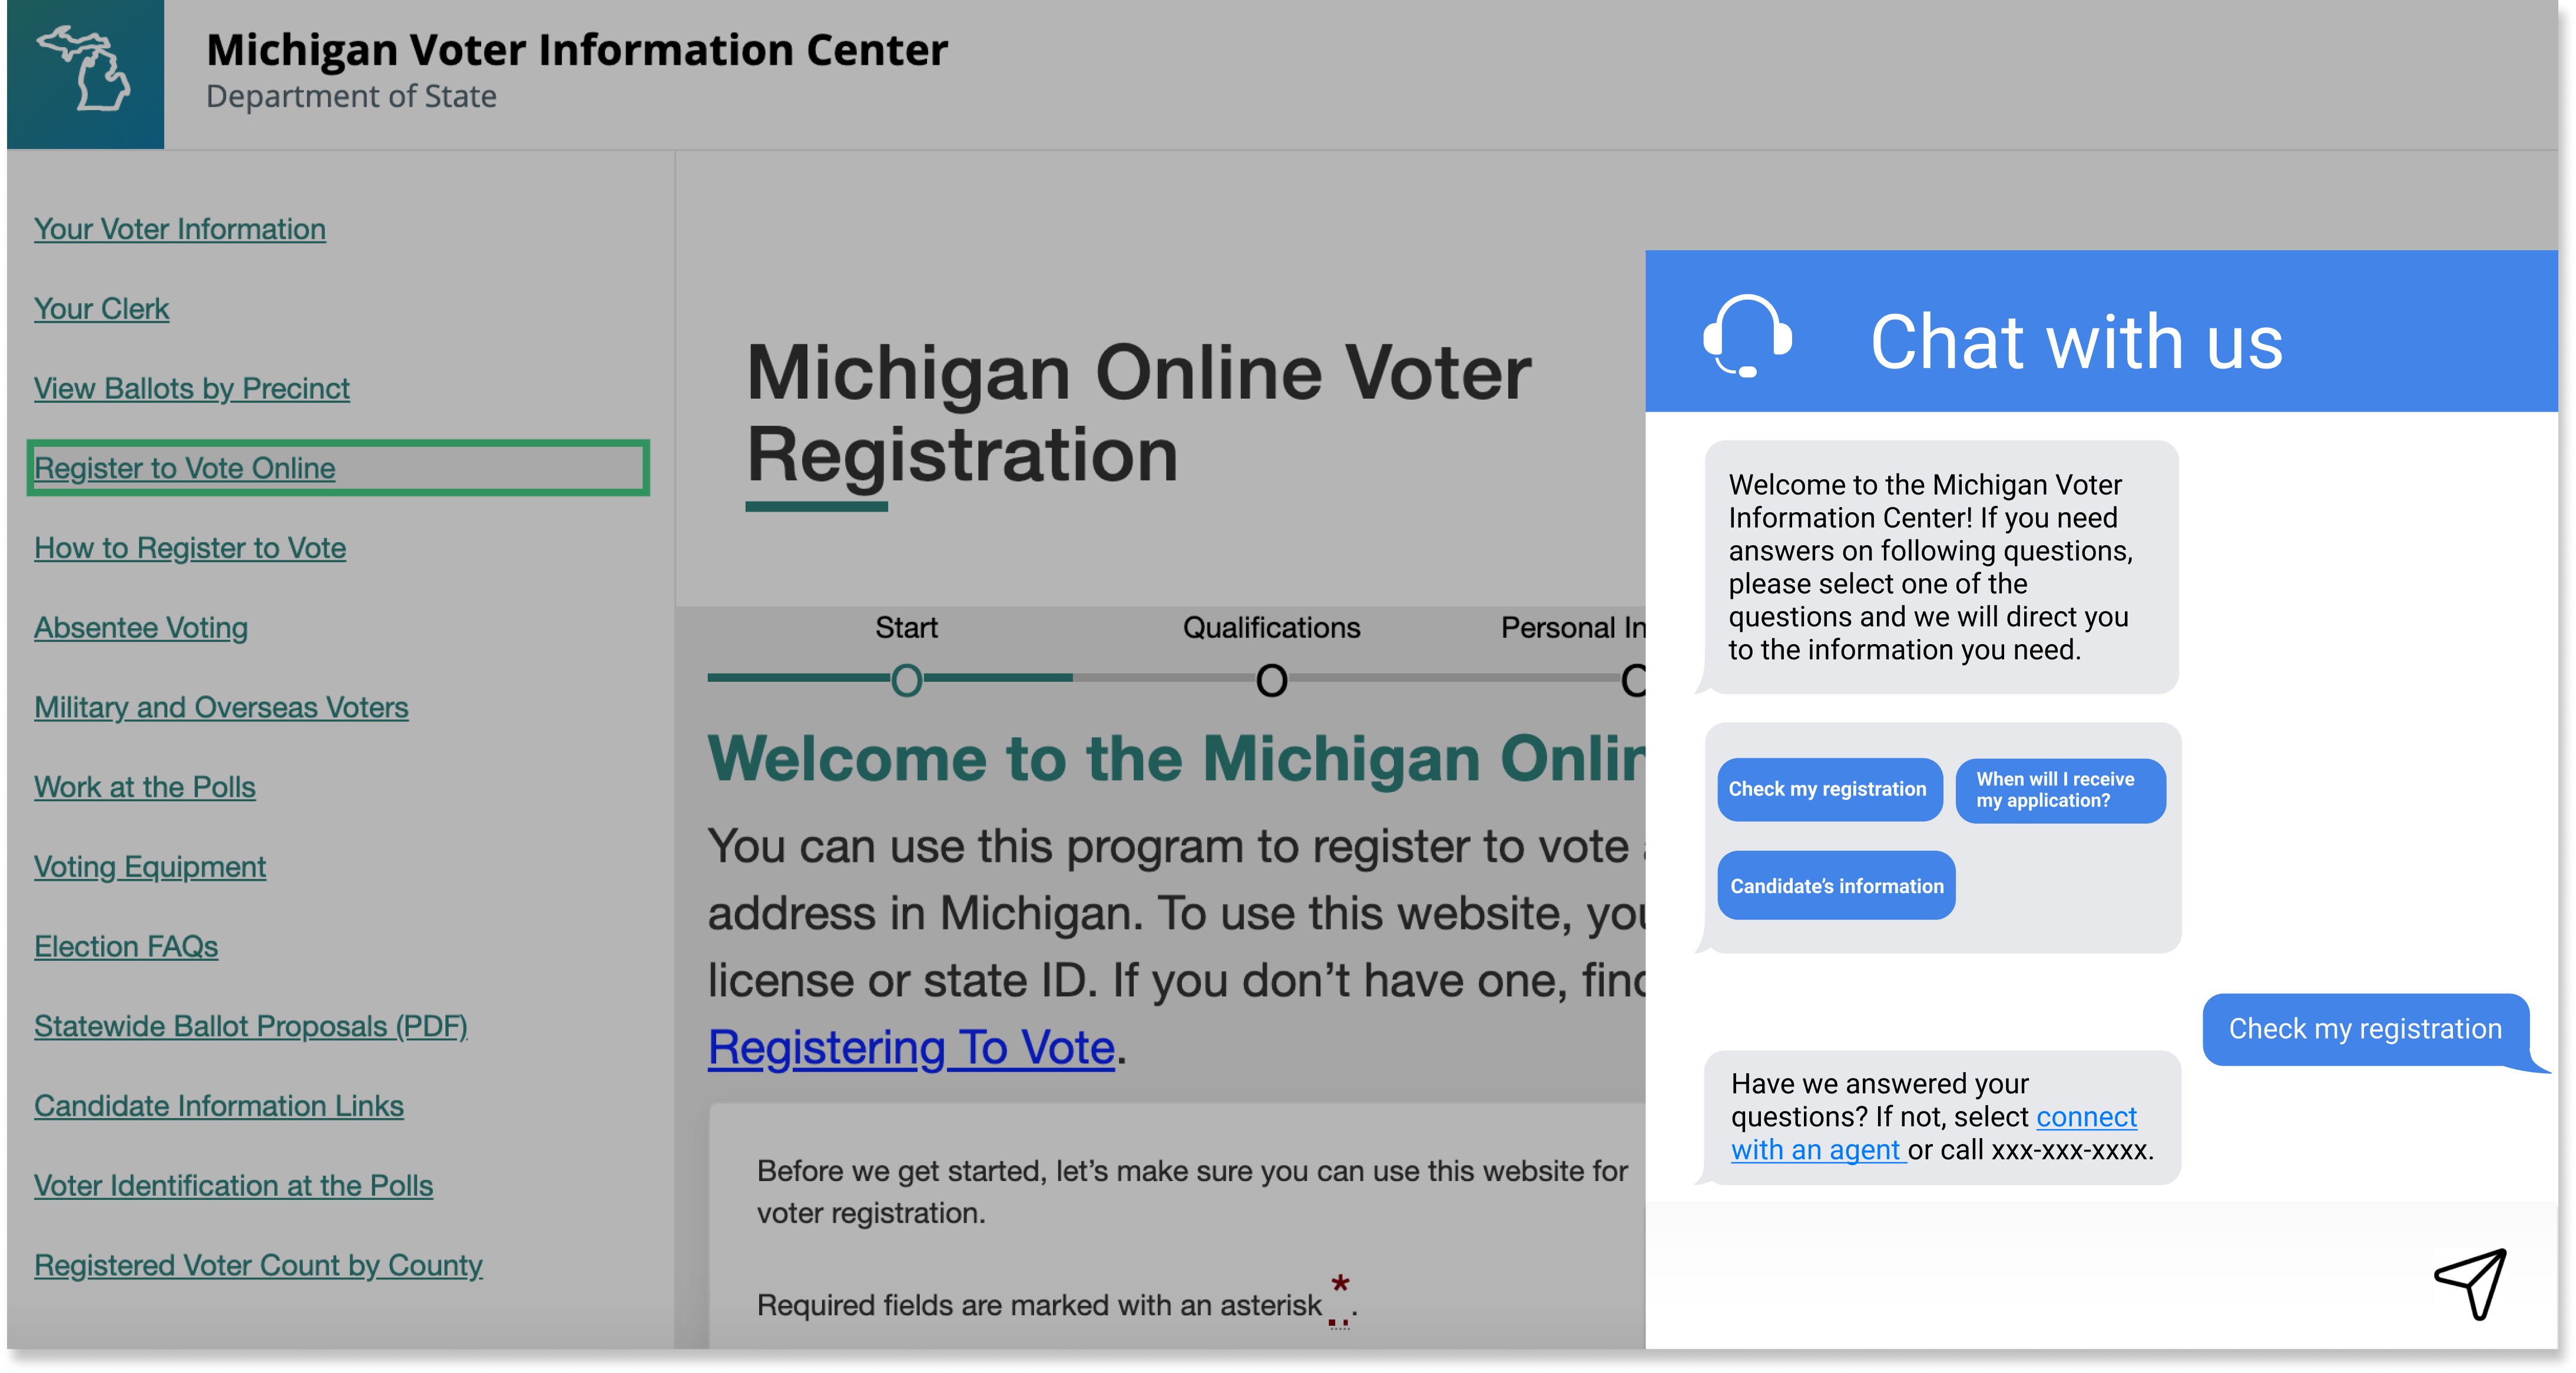 Michigan Voter Information Center
Department of State
Your Voter Information
Your Clerk
View Ballots by Precinct
Register to Vote Online
How to Register to Vote
Absentee Voting
Military and Overseas Voters
Work at the Polls
Voting Equipment
Election FAQs
Statewide Ballot Proposals (PDF)
Candidate Information Links
Voter Identification at the Polls
Registered Voter Count by County
Michigan Online Voter
Registration
Start
Qualifications
Personal In
Welcome to the Michigan Onlin
You can use this program to register to vote
address in Michigan. To use this website, you
license or state ID. If you don't have one, find
Registering To Vote.
Before we get started, let's make sure you can use this website for
voter registration.
Required fields are marked with an asterisk *.
Chat with us
Welcome to the Michigan Voter
Information Center! If you need
answers on following questions,
please select one of the
questions and we will direct you
to the information you need.
Check my registration
When will I receive
my application?
Candidate's information
Check my registration
Have we answered your
questions? If not, select connect
with an agent or call xxx-xxx-xxxx.